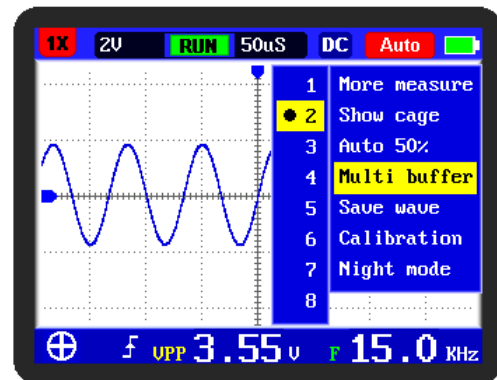 1X 2V RUN 50uS DC Auto
1 More measure
2 Show cage
3 Auto 50%
4 Multi buffer
5 Save wave
6 Calibration
7 Night mode
8
VPP 3.55 V F 15.0 KHz